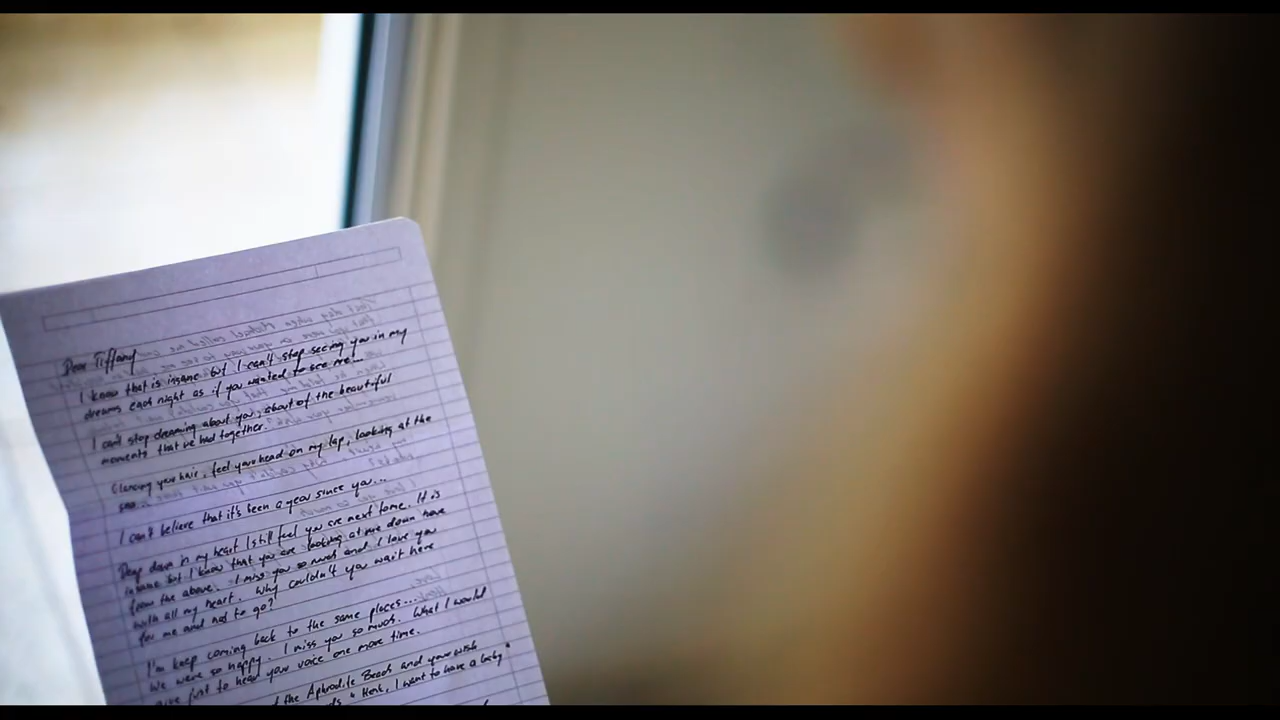 Dear Tiffany
I know that is insane but I can't stop seeing you in my
dreams each night as if you wanted to see me...
I can't stop dreaming about you, about of the beautiful
moments that we had together.
your hair, feel your head on my lap, looking at the
sea...
I can't believe that it's been a year since you...
Deep down in my heart I still feel you are next to me. It is
insane but I know that you are looking at me down here
from the above. I miss you so much and I love you
with all my heart. Why couldn't you wait here
for me and not to go?
I'm keep coming back to the same places...
We were so happy. I miss you so much. What I would
give just to hear your voice one more time.
the Aphrodite Beads and your wish
"Henk, I want to have a baby"